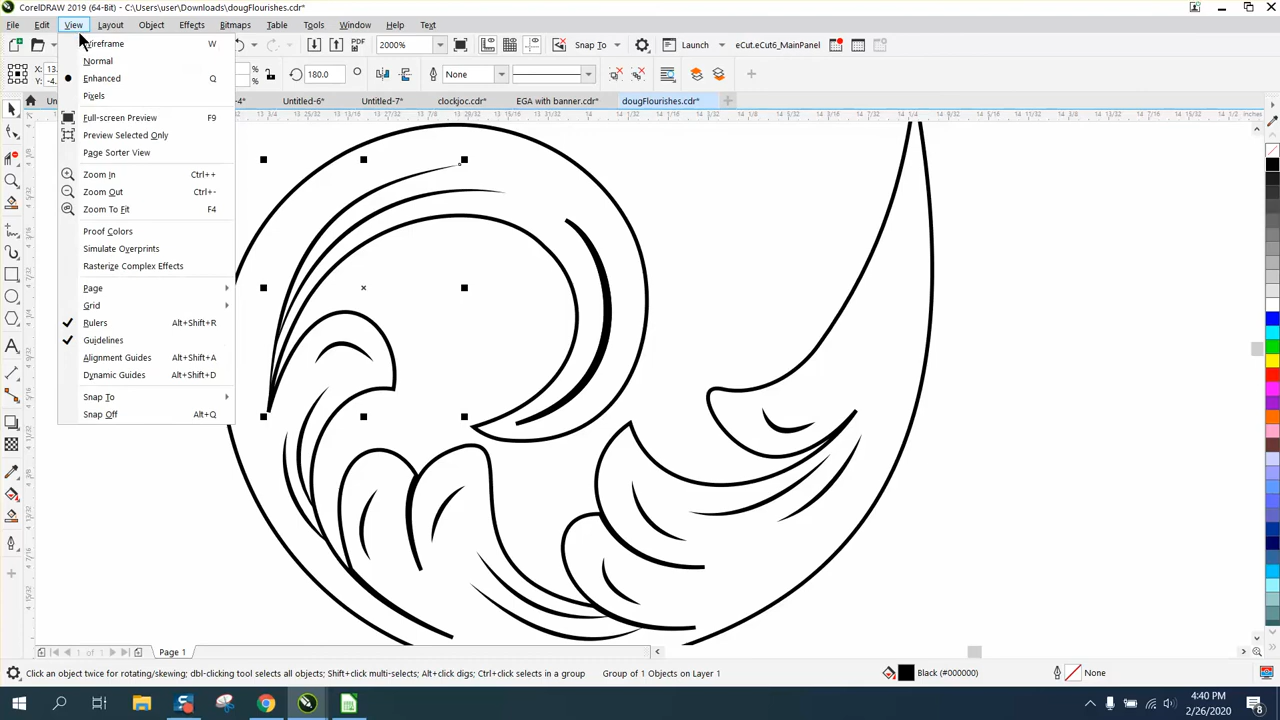 CorelDRAW 2019 (64-Bit) - C:\Users\user\Downloads\dougFlourishes.cdr*
File Edit View Layout Object Effects Bitmaps Table Tools Window Help Text
PDF 2000% Snap To Launch eCut.eCut6_MainPanel
% % 180.0 ° None
Untitled-6* Untitled-7* clockjoc.cdr* EGA with banner.cdr* dougFlourishes.cdr*
Wireframe W
Normal
Enhanced Q
Pixels
Full-screen Preview F9
Preview Selected Only
Page Sorter View
Zoom In Ctrl++
Zoom Out Ctrl+-
Zoom To Fit F4
Proof Colors
Simulate Overprints
Rasterize Complex Effects
Page
Grid
Rulers Alt+Shift+R
Guidelines
Alignment Guides Alt+Shift+A
Dynamic Guides Alt+Shift+D
Snap To
Snap Off Alt+Q
1 of 1 Page 1
Click an object twice for rotating/skewing; dbl-clicking tool selects all objects; Shift+click multi-selects; Alt+click digs; Ctrl+click selects in a group Group of 1 Objects on Layer 1 Black (#000000) None
4:40 PM
2/26/2020